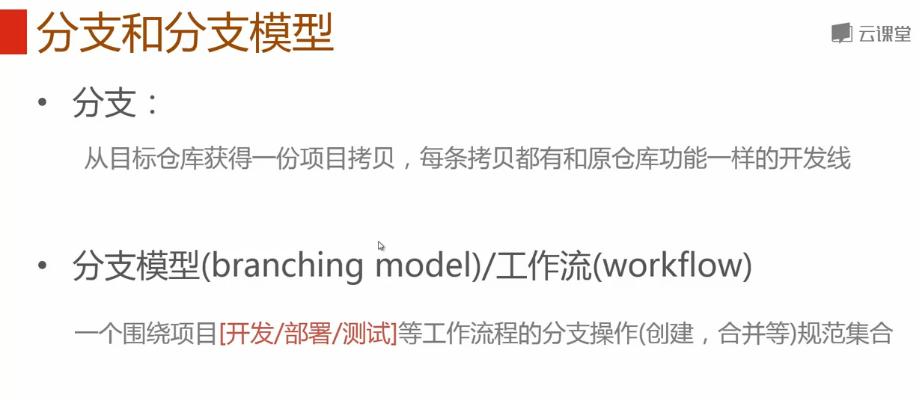 分支和分支模型
云课堂
• 分支：
从目标仓库获得一份项目拷贝，每条拷贝都有和原仓库功能一样的开发线
• 分支模型(branching model)/工作流(workflow)
一个围绕项目[开发/部署/测试]等工作流程的分支操作(创建，合并等)规范集合